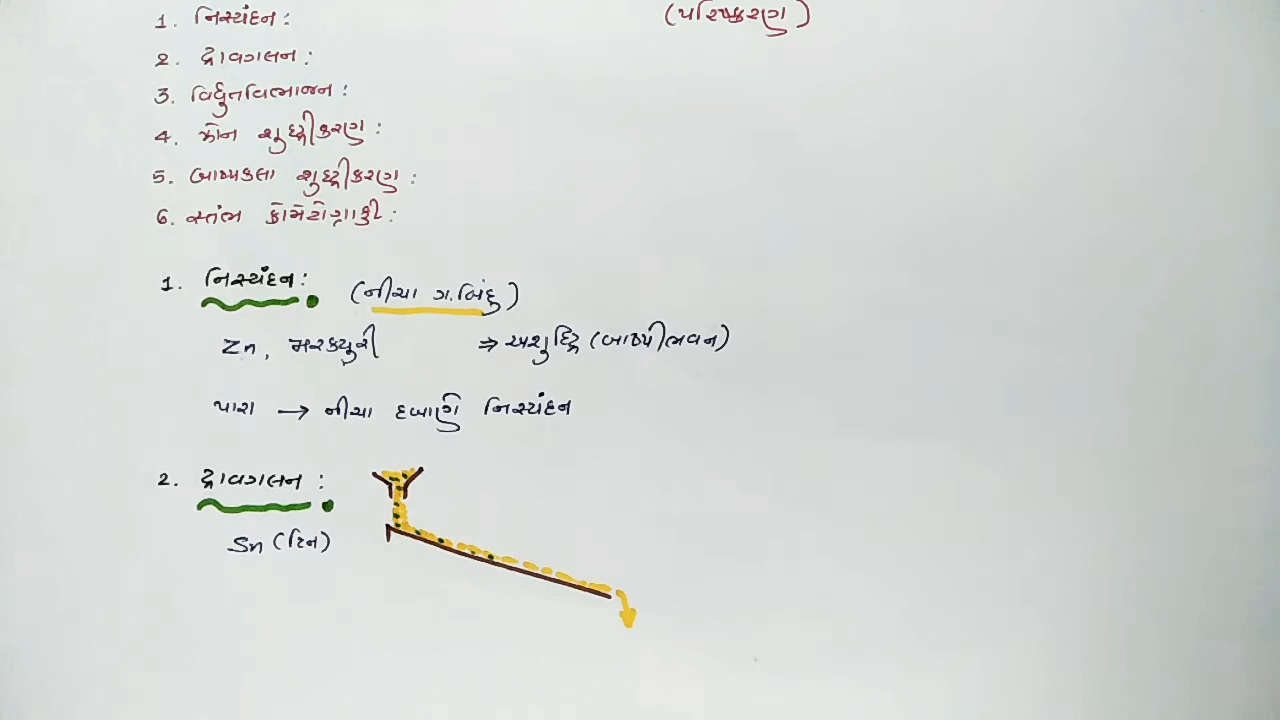 (પરિષ્કરણ)
1. નિસ્યંદન :
2. દ્રાવગલન :
3. વિદ્યુતવિભાજન :
4. ઝોન શુદ્ધીકરણ :
5. બાષ્પકલા શુદ્ધીકરણ :
6. સ્તંભ ક્રોમેટોગ્રાફી :
1. નિસ્યંદન : (નીચા ગ.બિંદુ)
Zn, મરક્યુરી ⇒ અશુદ્ધિ (બાષ્પીભવન)
પારા → નીચા દબાણે નિસ્યંદન
2. દ્રાવગલન :
Sn (ટિન)